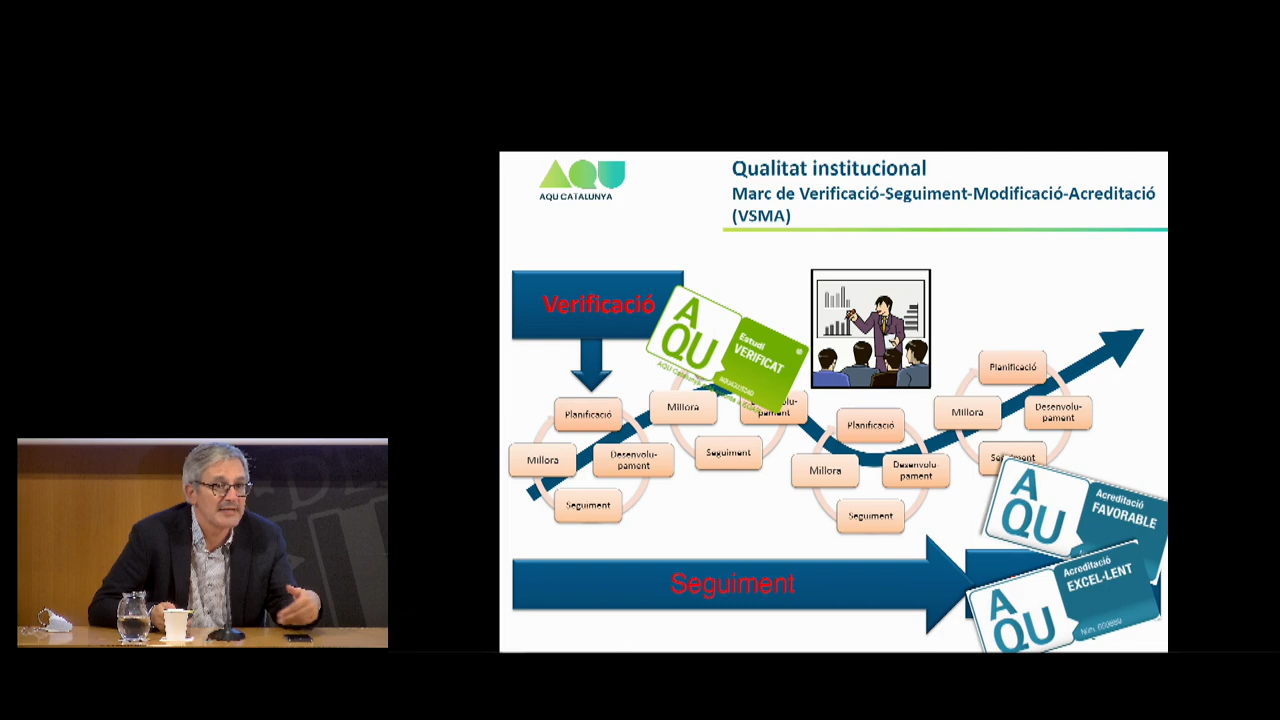 AQU
AQU CATALUNYA
Qualitat institucional
Marc de Verificació-Seguiment-Modificació-Acreditació
(VSMA)
Verificació
A
QU
Estudi
VERIFICAT
Planificació
Millora
Desenvolu-
pament
Seguiment
Millora
pament
Seguiment
Planificació
Millora
Desenvolu-
pament
Seguiment
Planificació
Millora
Desenvolu-
pament
Seguiment
A
QU
Acreditació
FAVORABLE
Seguiment
A
QU
Acreditació
EXCEL·LENT